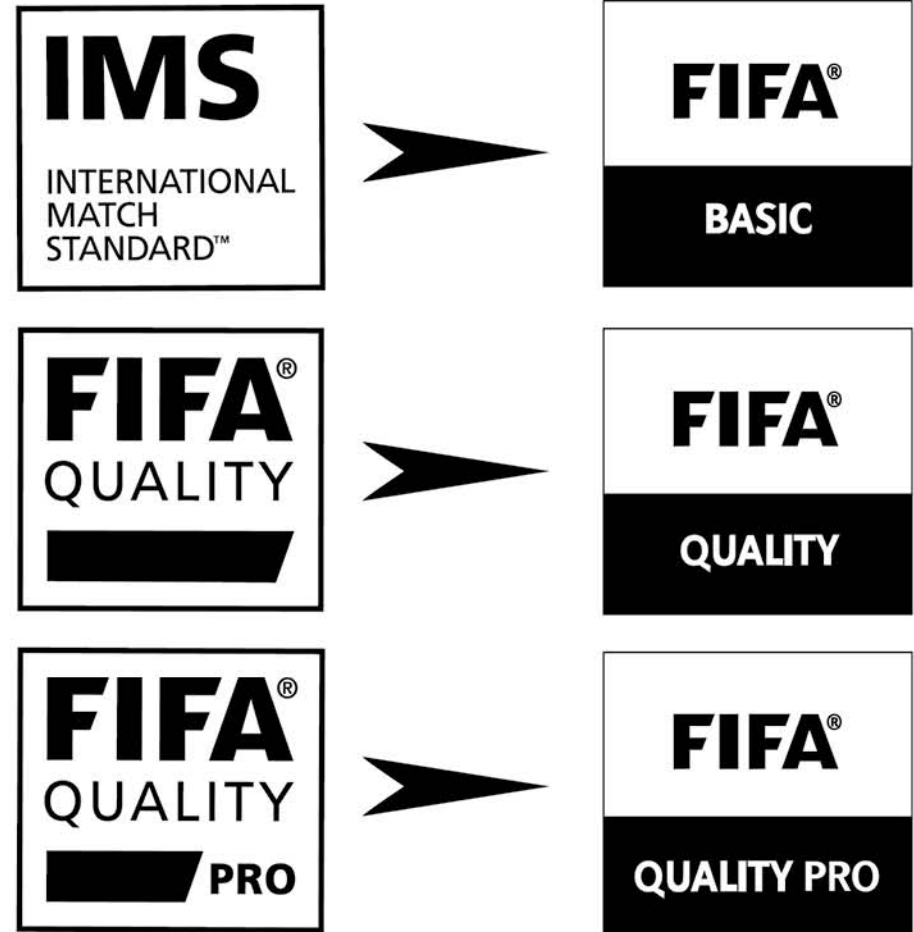 IMS
INTERNATIONAL
MATCH
STANDARD™
FIFA®
BASIC
FIFA®
QUALITY
FIFA®
QUALITY
FIFA®
QUALITY
PRO
FIFA®
QUALITY PRO